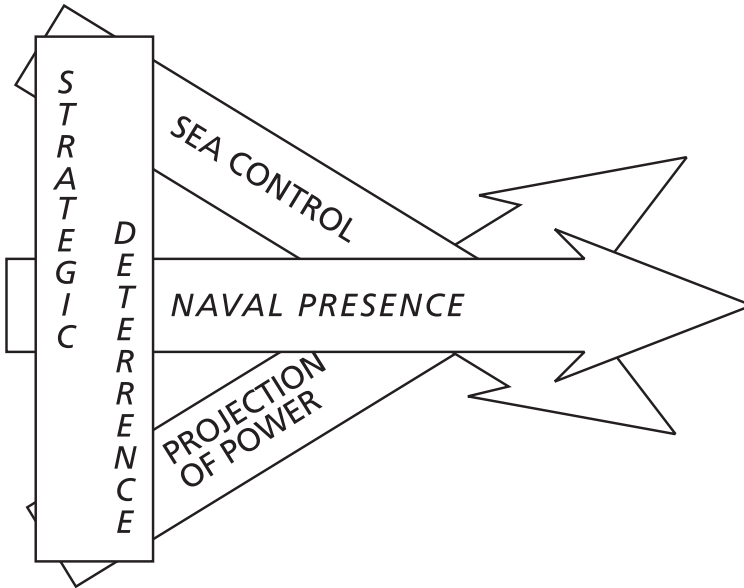 STRATEGIC
DETERRENCE
SEA CONTROL
NAVAL PRESENCE
PROJECTION
OF POWER